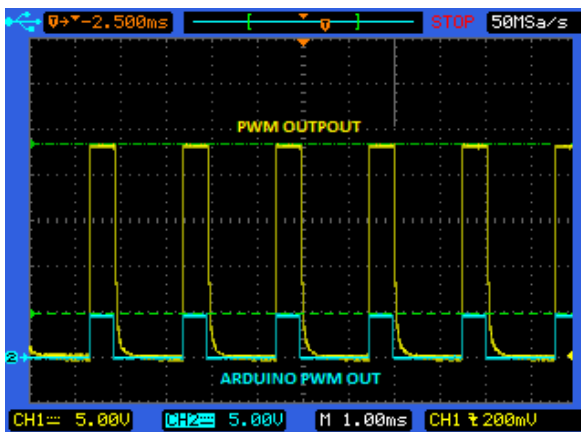 -2.500ms
STOP
50MSa/s
PWM OUTPOUT
2
ARDUINO PWM OUT
CH1 5.00V
CH2 5.00V
M 1.00ms
CH1 200mV